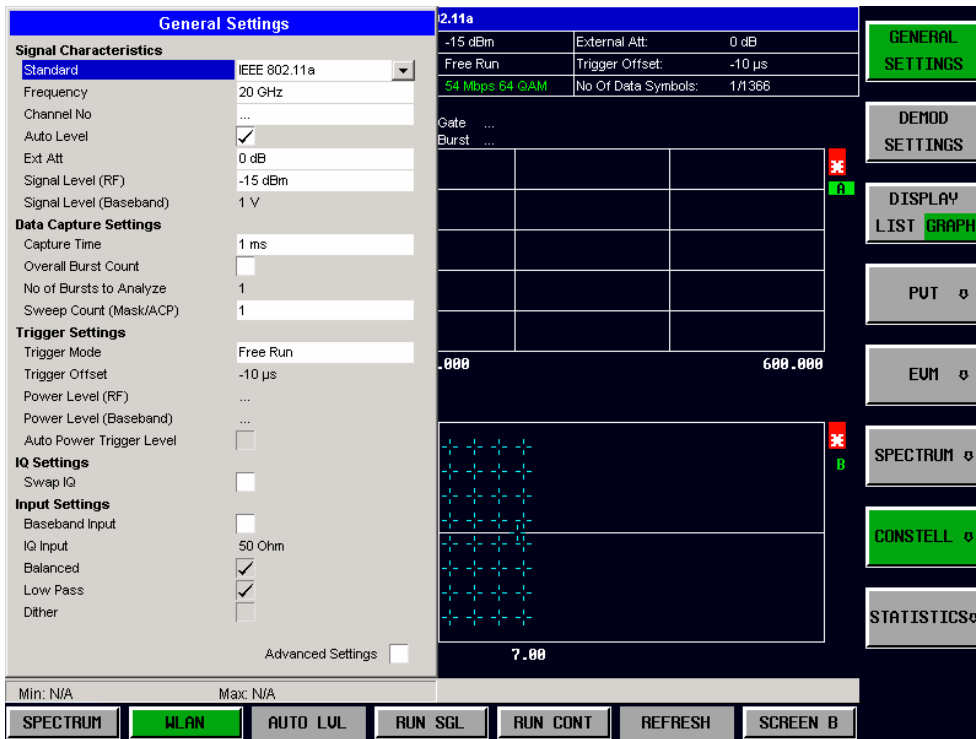 General Settings
Signal Characteristics
Standard IEEE 802.11a
Frequency 20 GHz
Channel No ...
Auto Level
Ext Att 0 dB
Signal Level (RF) -15 dBm
Signal Level (Baseband) 1 V
Data Capture Settings
Capture Time 1 ms
Overall Burst Count
No of Bursts to Analyze 1
Sweep Count (Mask/ACP) 1
Trigger Settings
Trigger Mode Free Run
Trigger Offset -10 µs
Power Level (RF) ...
Power Level (Baseband) ...
Auto Power Trigger Level
IQ Settings
Swap IQ
Input Settings
Baseband Input
IQ Input 50 Ohm
Balanced
Low Pass
Dither
Advanced Settings
Min: N/A Max: N/A
02.11a
-15 dBm External Att: 0 dB
Free Run Trigger Offset: -10 µs
54 Mbps 64 QAM No Of Data Symbols: 1/1366
Gate ...
Burst ...
A
.000 600.000
B
7.00
GENERAL
SETTINGS
DEMOD
SETTINGS
DISPLAY
LIST GRAPH
PVT
EVM
SPECTRUM
CONSTELL
STATISTICS
SPECTRUM WLAN AUTO LVL RUN SGL RUN CONT REFRESH SCREEN B